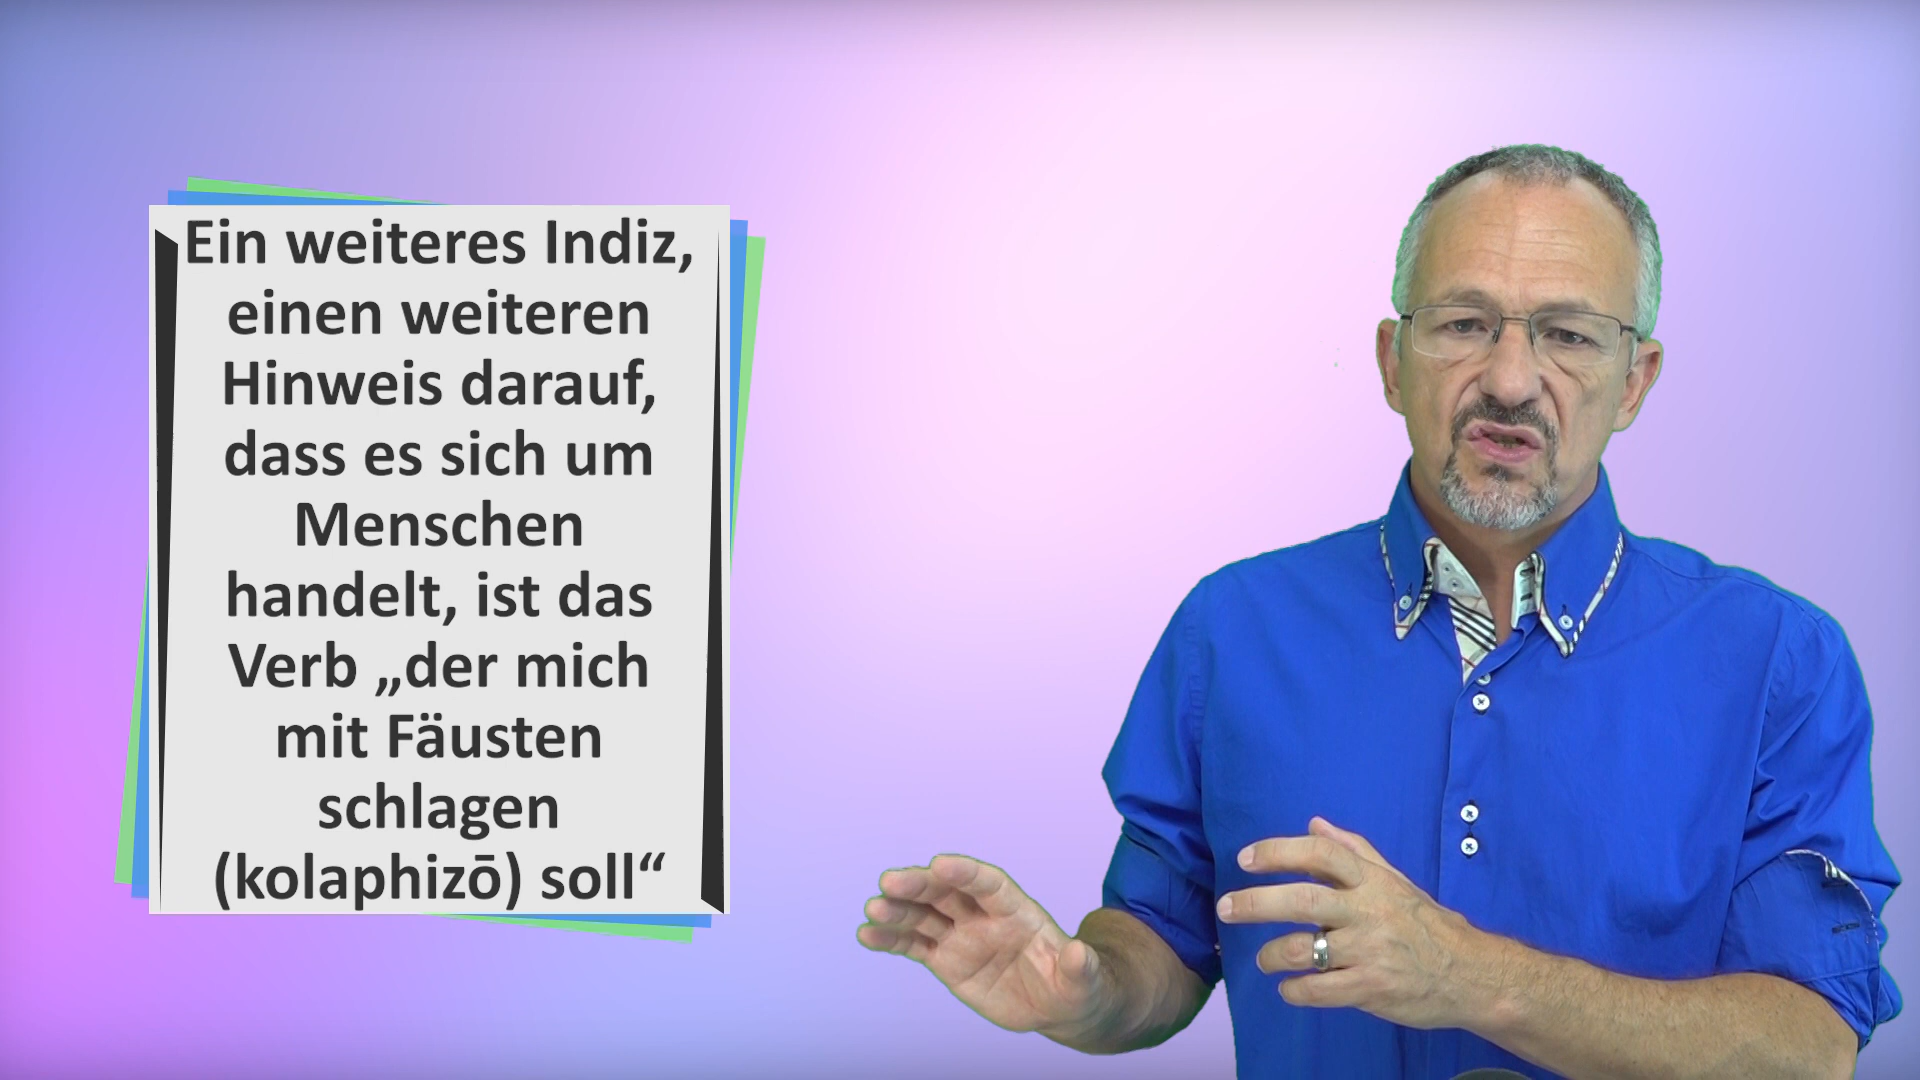 Ein weiteres Indiz,
einen weiteren
Hinweis darauf,
dass es sich um
Menschen
handelt, ist das
Verb „der mich
mit Fäusten
schlagen
(kolaphizō) soll“